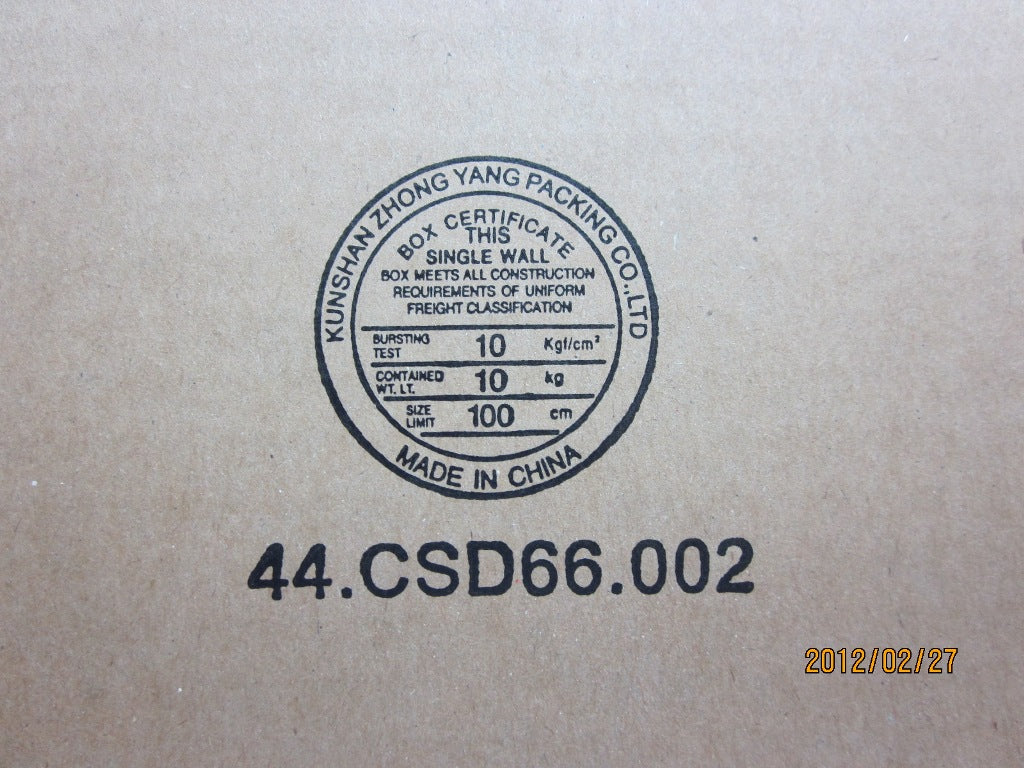 KUNSHAN ZHONG YANG PACKING CO.,LTD
BOX CERTIFICATE
THIS
SINGLE WALL
BOX MEETS ALL CONSTRUCTION
REQUIREMENTS OF UNIFORM
FREIGHT CLASSIFICATION
BURSTING TEST 10 Kgf/cm²
CONTAINED WT. LT. 10 kg
SIZE LIMIT 100 cm
MADE IN CHINA
44.CSD66.002
2012/02/27